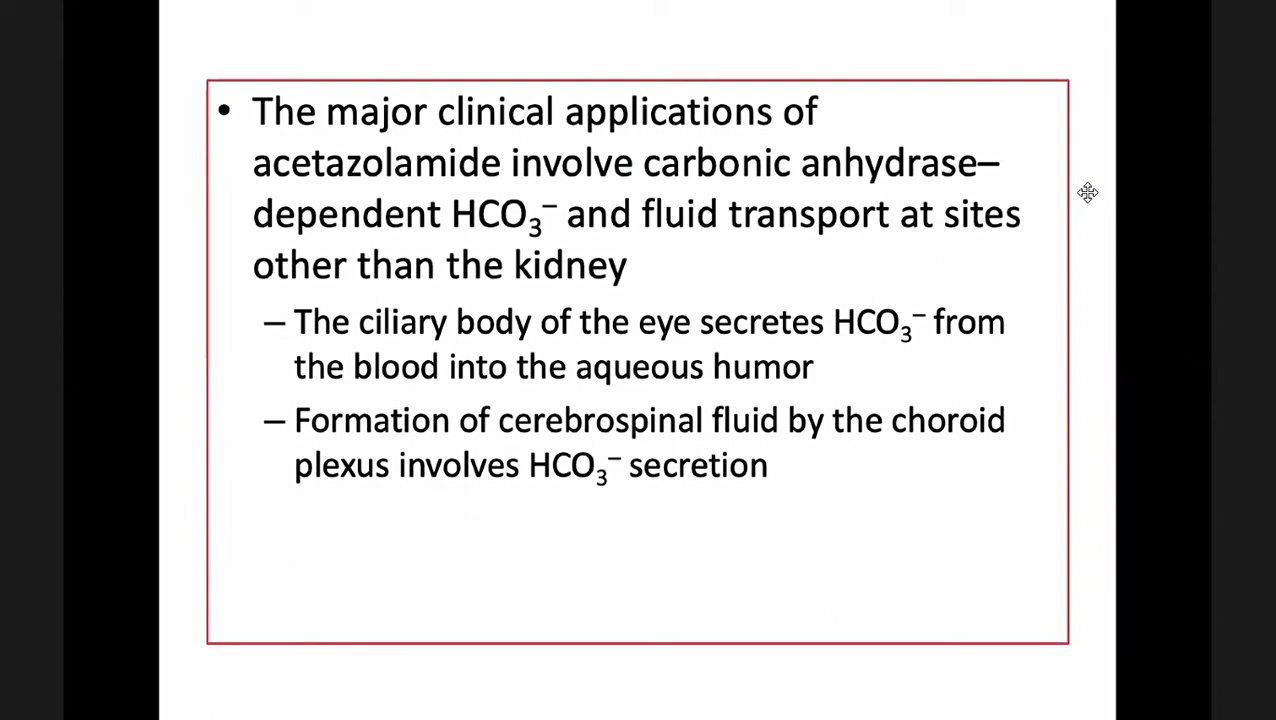 • The major clinical applications of
acetazolamide involve carbonic anhydrase–
dependent HCO₃⁻ and fluid transport at sites
other than the kidney
– The ciliary body of the eye secretes HCO₃⁻ from
the blood into the aqueous humor
– Formation of cerebrospinal fluid by the choroid
plexus involves HCO₃⁻ secretion